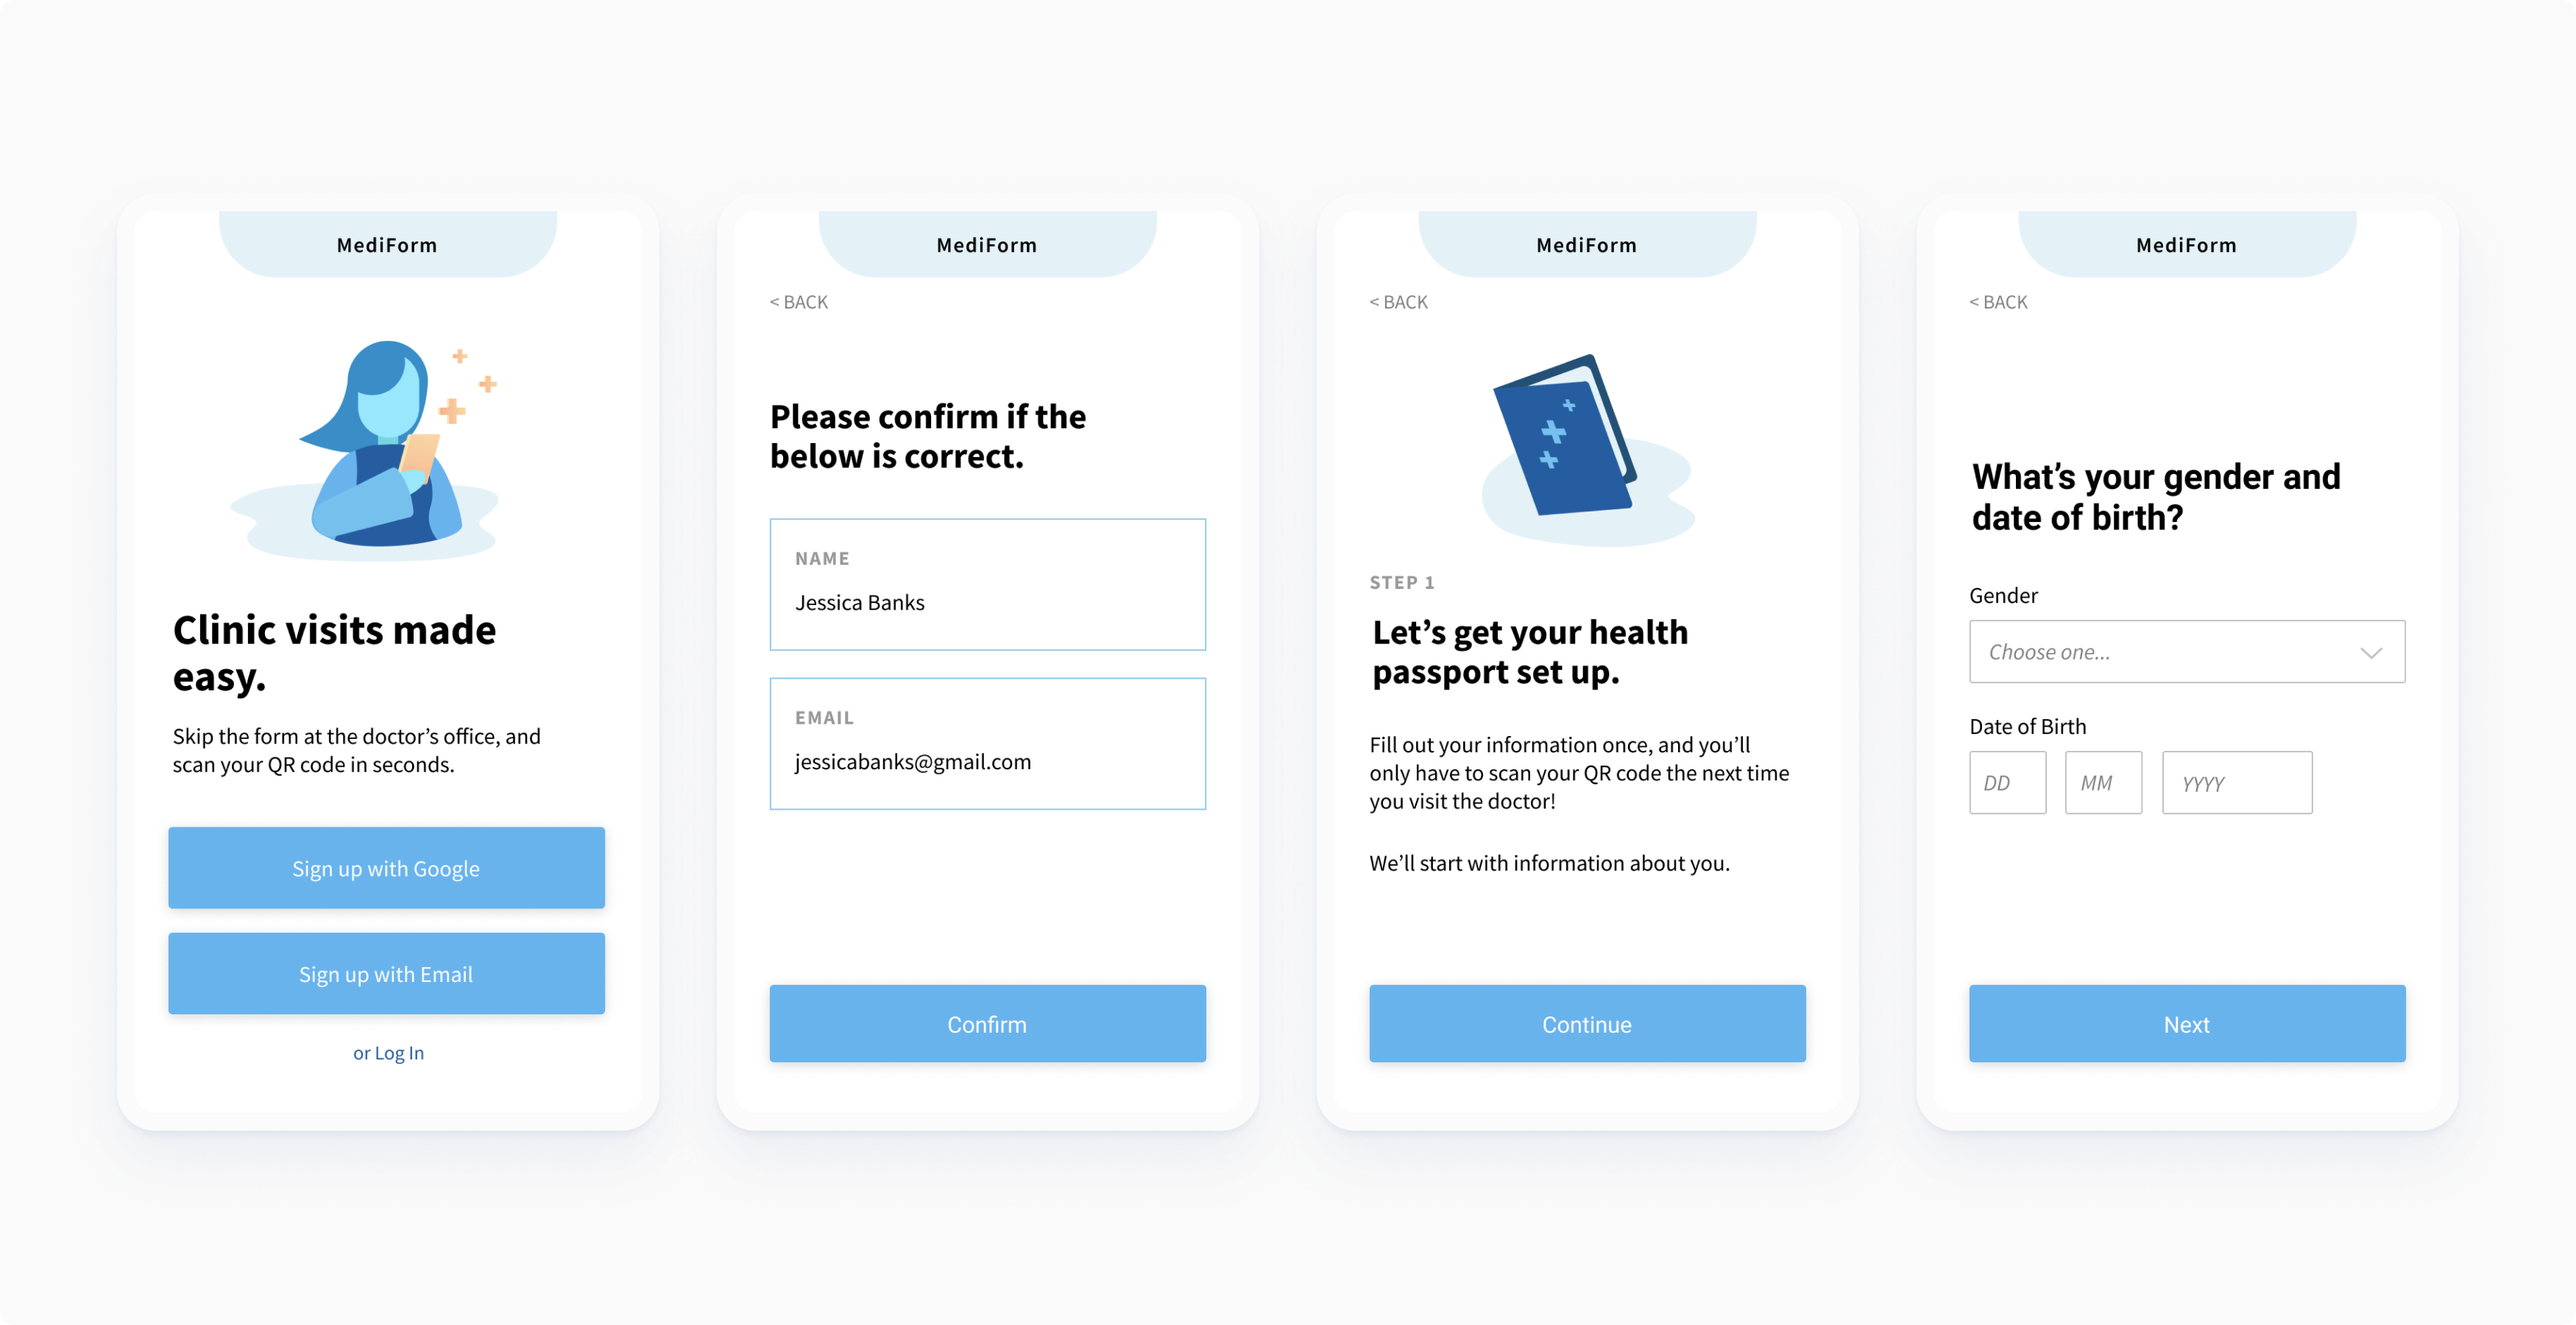 MediForm
Clinic visits made
easy.
Skip the form at the doctor’s office, and
scan your QR code in seconds.
Sign up with Google
Sign up with Email
or Log In
MediForm
< BACK
Please confirm if the
below is correct.
NAME
Jessica Banks
EMAIL
jessicabanks@gmail.com
Confirm
MediForm
< BACK
STEP 1
Let’s get your health
passport set up.
Fill out your information once, and you’ll
only have to scan your QR code the next time
you visit the doctor!
We’ll start with information about you.
Continue
MediForm
< BACK
What’s your gender and
date of birth?
Gender
Choose one...
Date of Birth
DD MM YYYY
Next